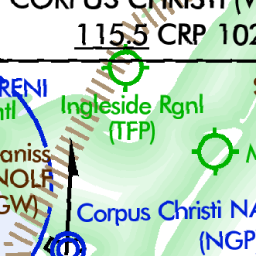 CORPUS CHRISTI (
115.5 CRP 102
RENI
ntl
Ingleside Rgnl
(TFP)
aniss
NOLF
GW)
Corpus Christi NA
(NGP